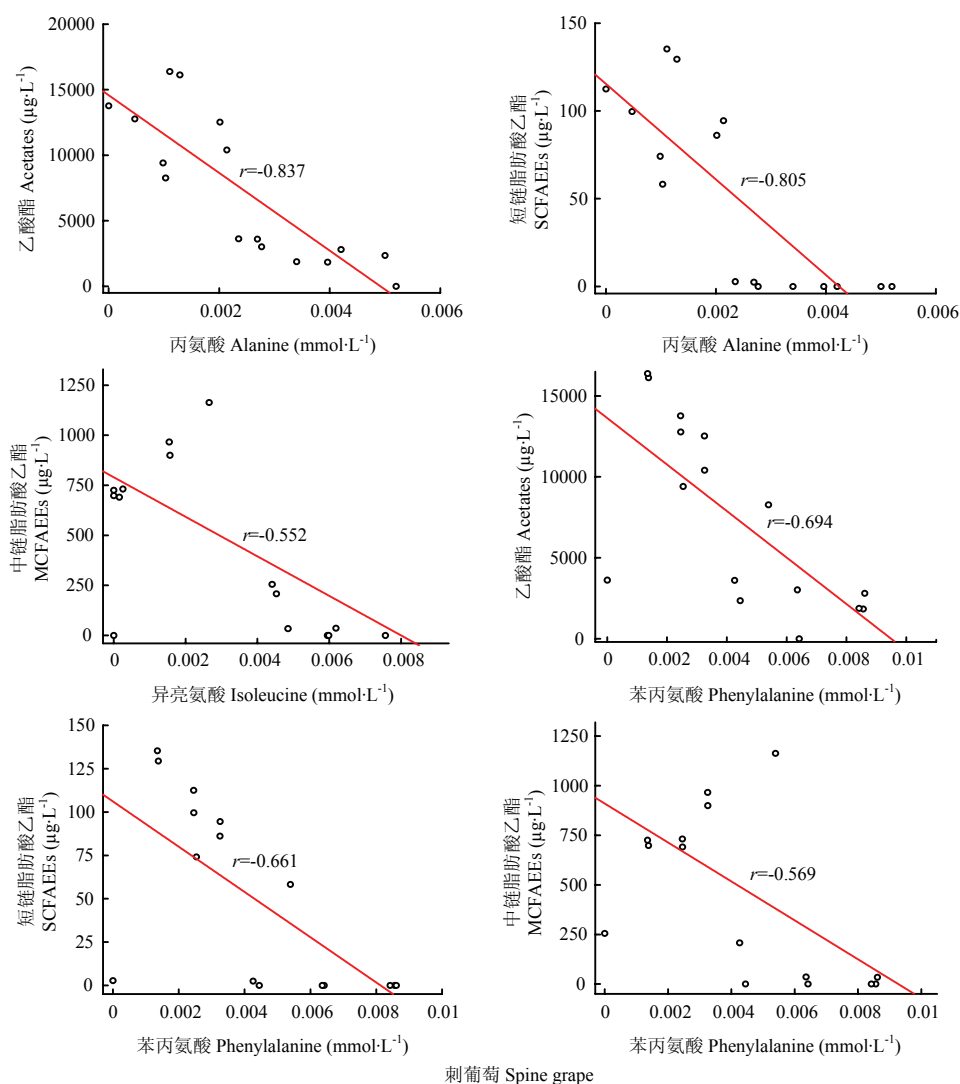 20000
15000
10000
5000
0
乙酸酯 Acetates (µg·L⁻¹)
r=-0.837
0 0.002 0.004 0.006
丙氨酸 Alanine (mmol·L⁻¹)
150
100
50
0
短链脂肪酸乙酯
SCFAEEs (µg·L⁻¹)
r=-0.805
0 0.002 0.004 0.006
丙氨酸 Alanine (mmol·L⁻¹)
1250
1000
750
500
250
0
中链脂肪酸乙酯
MCFAEEs (µg·L⁻¹)
r=-0.552
0 0.002 0.004 0.006 0.008
异亮氨酸 Isoleucine (mmol·L⁻¹)
15000
10000
5000
0
乙酸酯 Acetates (µg·L⁻¹)
r=-0.694
0 0.002 0.004 0.006 0.008 0.01
苯丙氨酸 Phenylalanine (mmol·L⁻¹)
150
125
100
75
50
25
0
短链脂肪酸乙酯
SCFAEEs (µg·L⁻¹)
r=-0.661
0 0.002 0.004 0.006 0.008 0.01
苯丙氨酸 Phenylalanine (mmol·L⁻¹)
1250
1000
750
500
250
0
中链脂肪酸乙酯
MCFAEEs (µg·L⁻¹)
r=-0.569
0 0.002 0.004 0.006 0.008 0.01
苯丙氨酸 Phenylalanine (mmol·L⁻¹)
刺葡萄 Spine grape